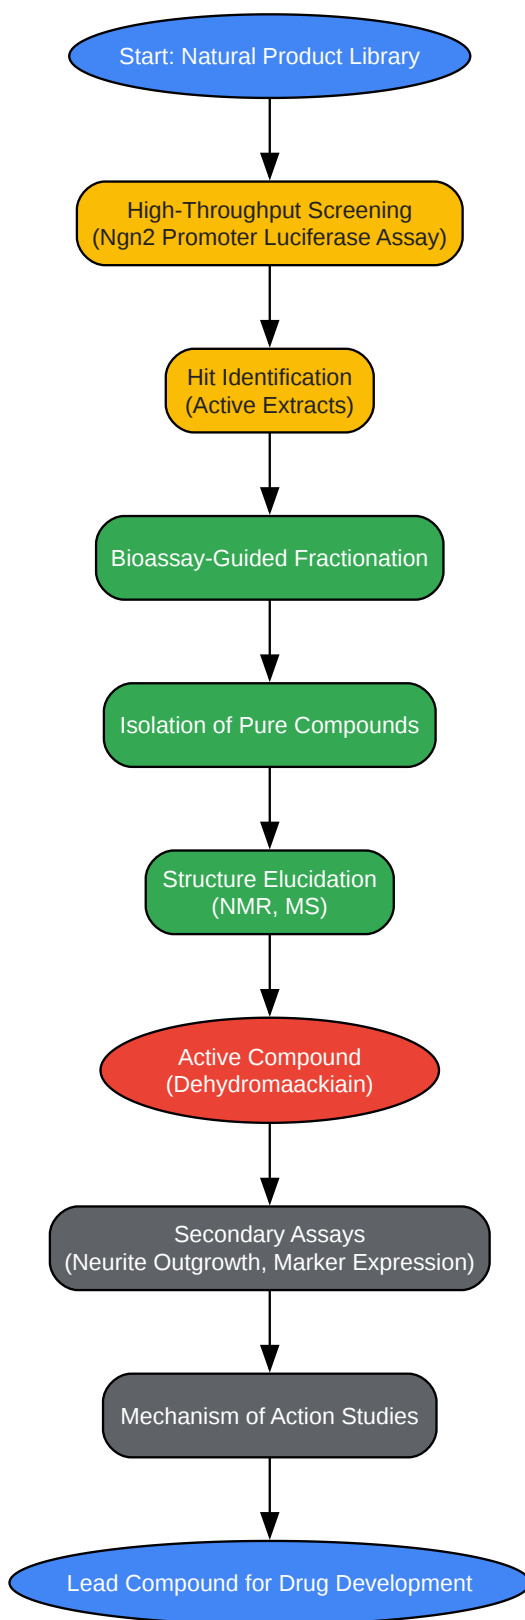 Start: Natural Product Library
High-Throughput Screening
(Ngn2 Promoter Luciferase Assay)
Hit Identification
(Active Extracts)
Bioassay-Guided Fractionation
Isolation of Pure Compounds
Structure Elucidation
(NMR, MS)
Active Compound
(Dehydromaackiain)
Secondary Assays
(Neurite Outgrowth, Marker Expression)
Mechanism of Action Studies
Lead Compound for Drug Development